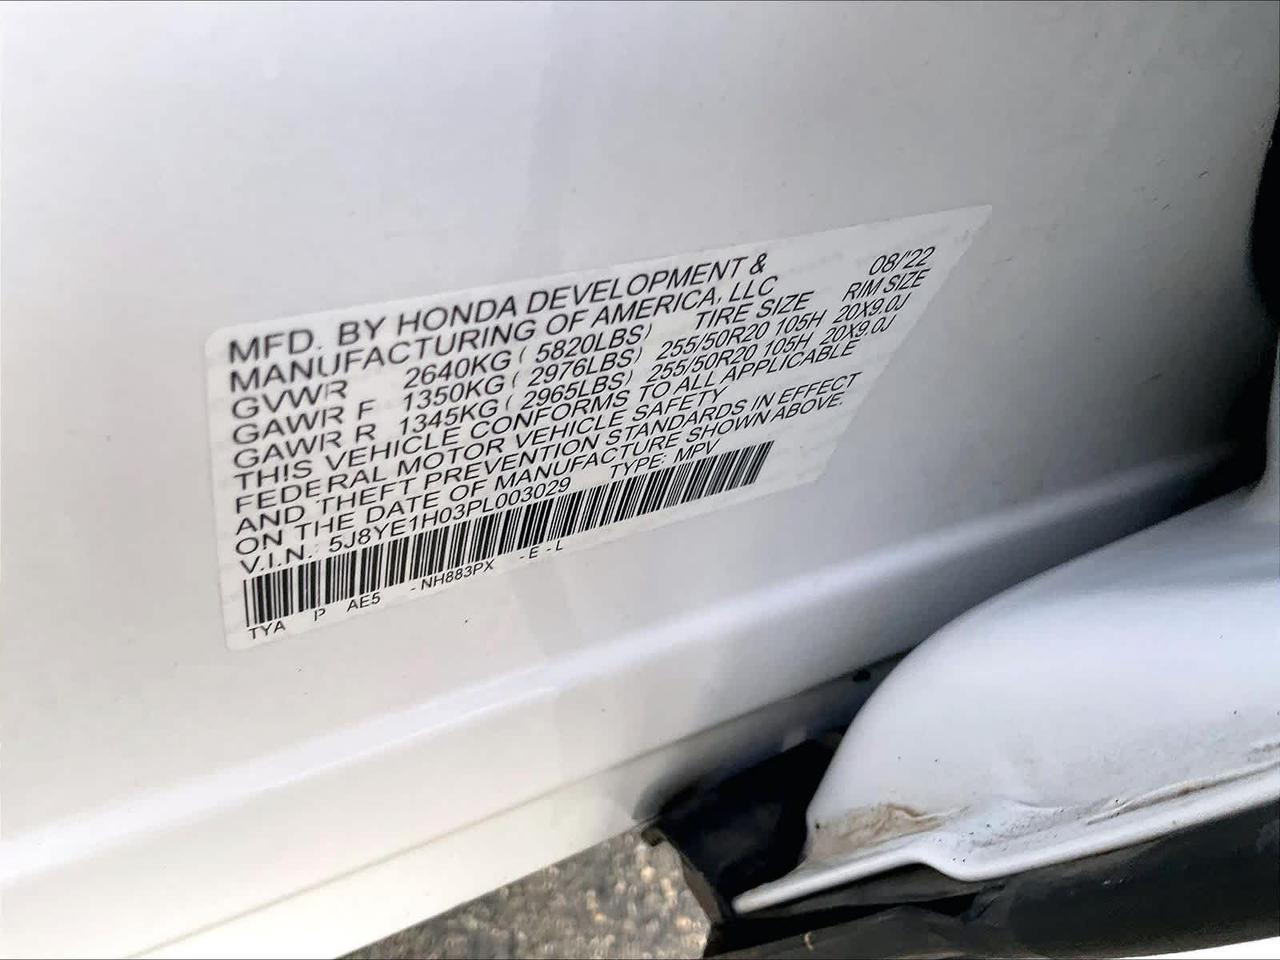 MFD. BY HONDA DEVELOPMENT & 08/'22
MANUFACTURING OF AMERICA, LLC
GVWR 2640KG ( 5820LBS) TIRE SIZE RIM SIZE
GAWR F 1350KG ( 2976LBS) 255/50R20 105H 20X9.0J
GAWR R 1345KG ( 2965LBS) 255/50R20 105H 20X9.0J
THIS VEHICLE CONFORMS TO ALL APPLICABLE
FEDERAL MOTOR VEHICLE SAFETY
AND THEFT PREVENTION STANDARDS IN EFFECT
ON THE DATE OF MANUFACTURE SHOWN ABOVE.
V.I.N.: 5J8YE1H03PL003029 TYPE: MPV
TYA P AE5 -NH883PX -E-L